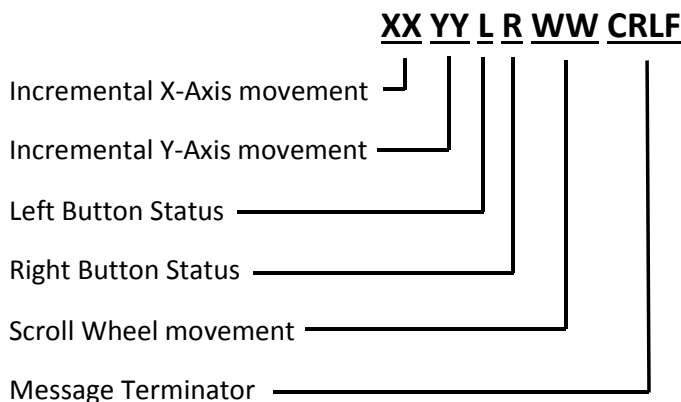 XX YY L R WW CRLF
Incremental X-Axis movement
Incremental Y-Axis movement
Left Button Status
Right Button Status
Scroll Wheel movement
Message Terminator